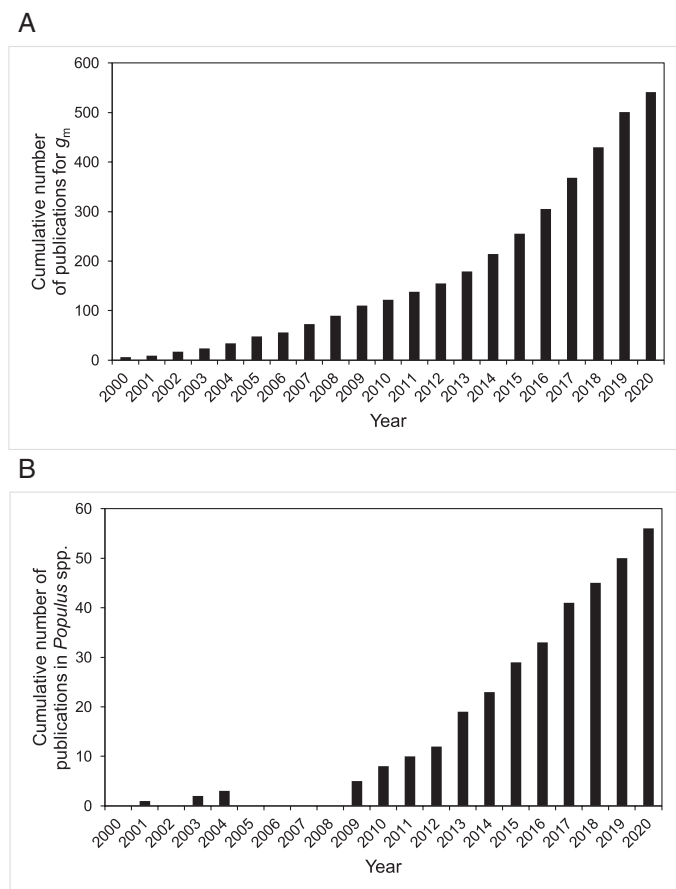 A
600
500
400
300
200
100
0
Cumulative number
of publications for gm
2000 2001 2002 2003 2004 2005 2006 2007 2008 2009 2010 2011 2012 2013 2014 2015 2016 2017 2018 2019 2020
Year
B
60
50
40
30
20
10
0
Cumulative number of
publications in Populus spp.
2000 2001 2002 2003 2004 2005 2006 2007 2008 2009 2010 2011 2012 2013 2014 2015 2016 2017 2018 2019 2020
Year